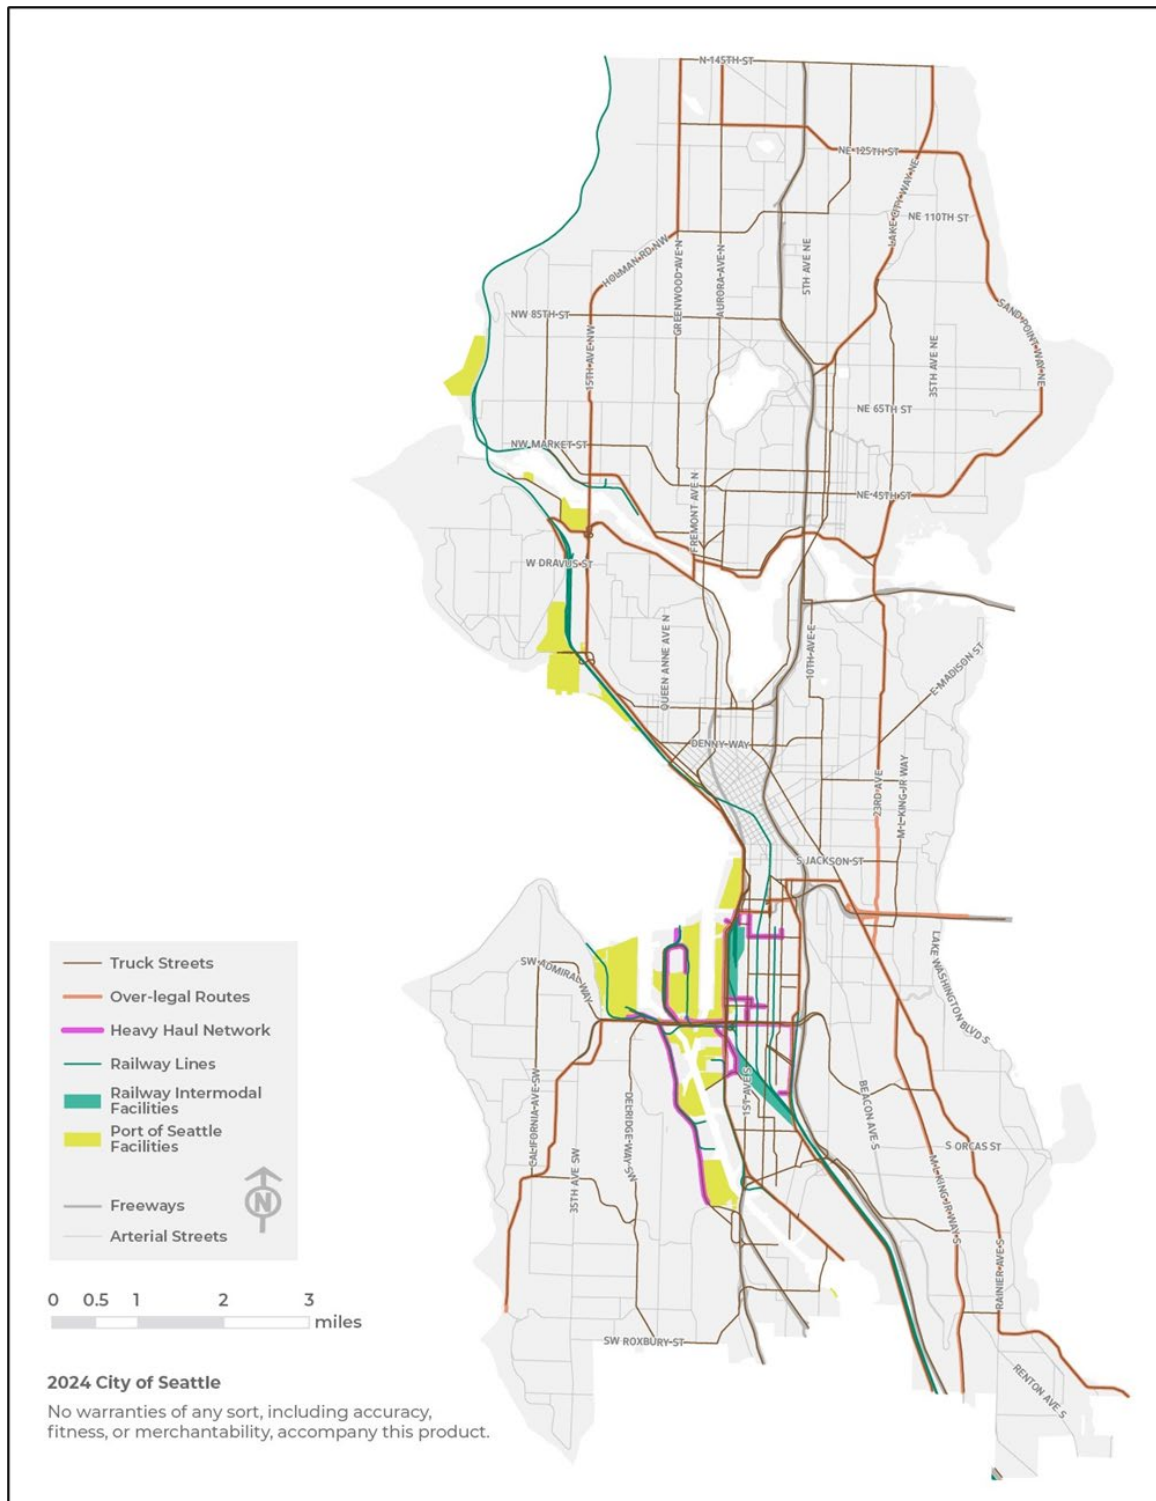 N 145TH ST
NE 125TH ST
LAKE CITY WAY NE
NE 110TH ST
HOLMAN RD NW
GREENWOOD AVE N
AURORA AVE N
5TH AVE NE
SAND POINT WAY NE
NW 85TH ST
15TH AVE NW
35TH AVE NE
NE 65TH ST
NW MARKET ST
NE 45TH ST
FREMONT AVE N
W DRAVUS ST
QUEEN ANNE AVE N
10TH AVE E
E MADISON ST
DENNY WAY
23RD AVE
M L KING JR WAY
S JACKSON ST
SW ADMIRAL WAY
LAKE WASHINGTON BLVD S
CALIFORNIA AVE SW
35TH AVE SW
DELRIDGE WAY SW
1ST AVE S
BEACON AVE S
S ORCAS ST
M L KING JR WAY S
RAINIER AVE S
SW ROXBURY ST
RENTON AVE S
Truck Streets
Over-legal Routes
Heavy Haul Network
Railway Lines
Railway Intermodal
Facilities
Port of Seattle
Facilities
N
Freeways
Arterial Streets
0 0.5 1 2 3
miles
2024 City of Seattle
No warranties of any sort, including accuracy,
fitness, or merchantability, accompany this product.